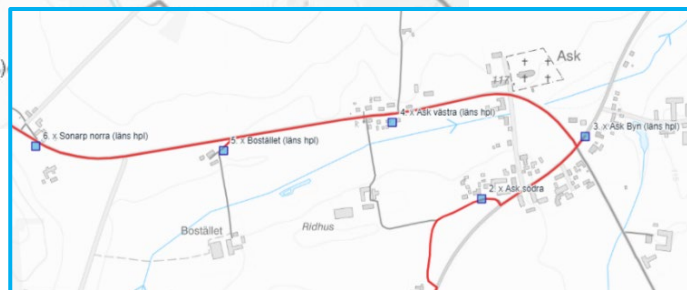 Ask
117
4. x Ask västra (läns hpl)
3. x Ask Byn (läns hpl)
6. x Sonarp norra (läns hpl)
5. x Bostället (läns hpl)
2. x Ask södra
Bostället
Ridhus
)